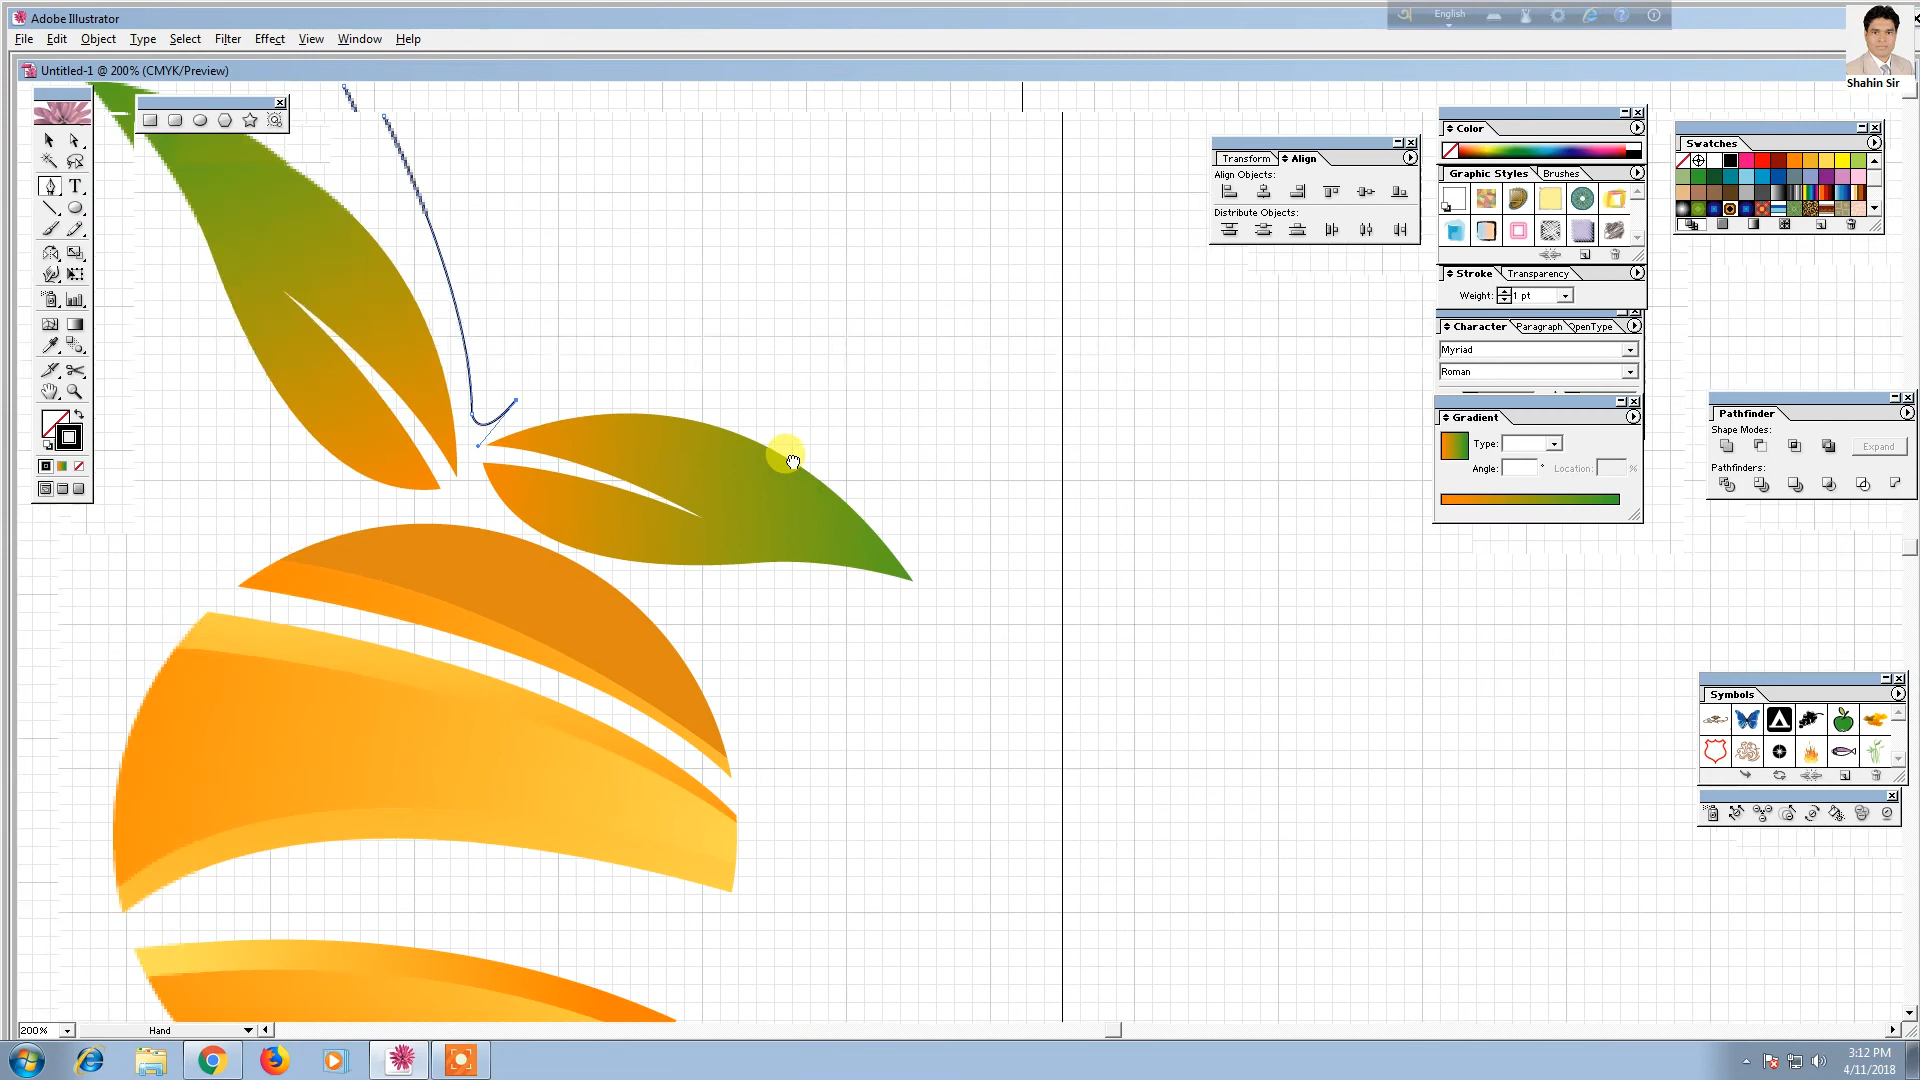 Adobe Illustrator
English
File Edit Object Type Select Filter Effect View Window Help
Untitled-1 @ 200% (CMYK/Preview)
Shahin Sir
T
Color
Swatches
Transform Align
Align Objects:
Distribute Objects:
Graphic Styles Brushes
Stroke Transparency
Weight: 1 pt
Character Paragraph OpenType
Myriad
Roman
Gradient
Type:
Angle: ° Location: %
Pathfinder
Shape Modes:
Expand
Pathfinders:
Symbols
200% Hand
3:12 PM
4/11/2018